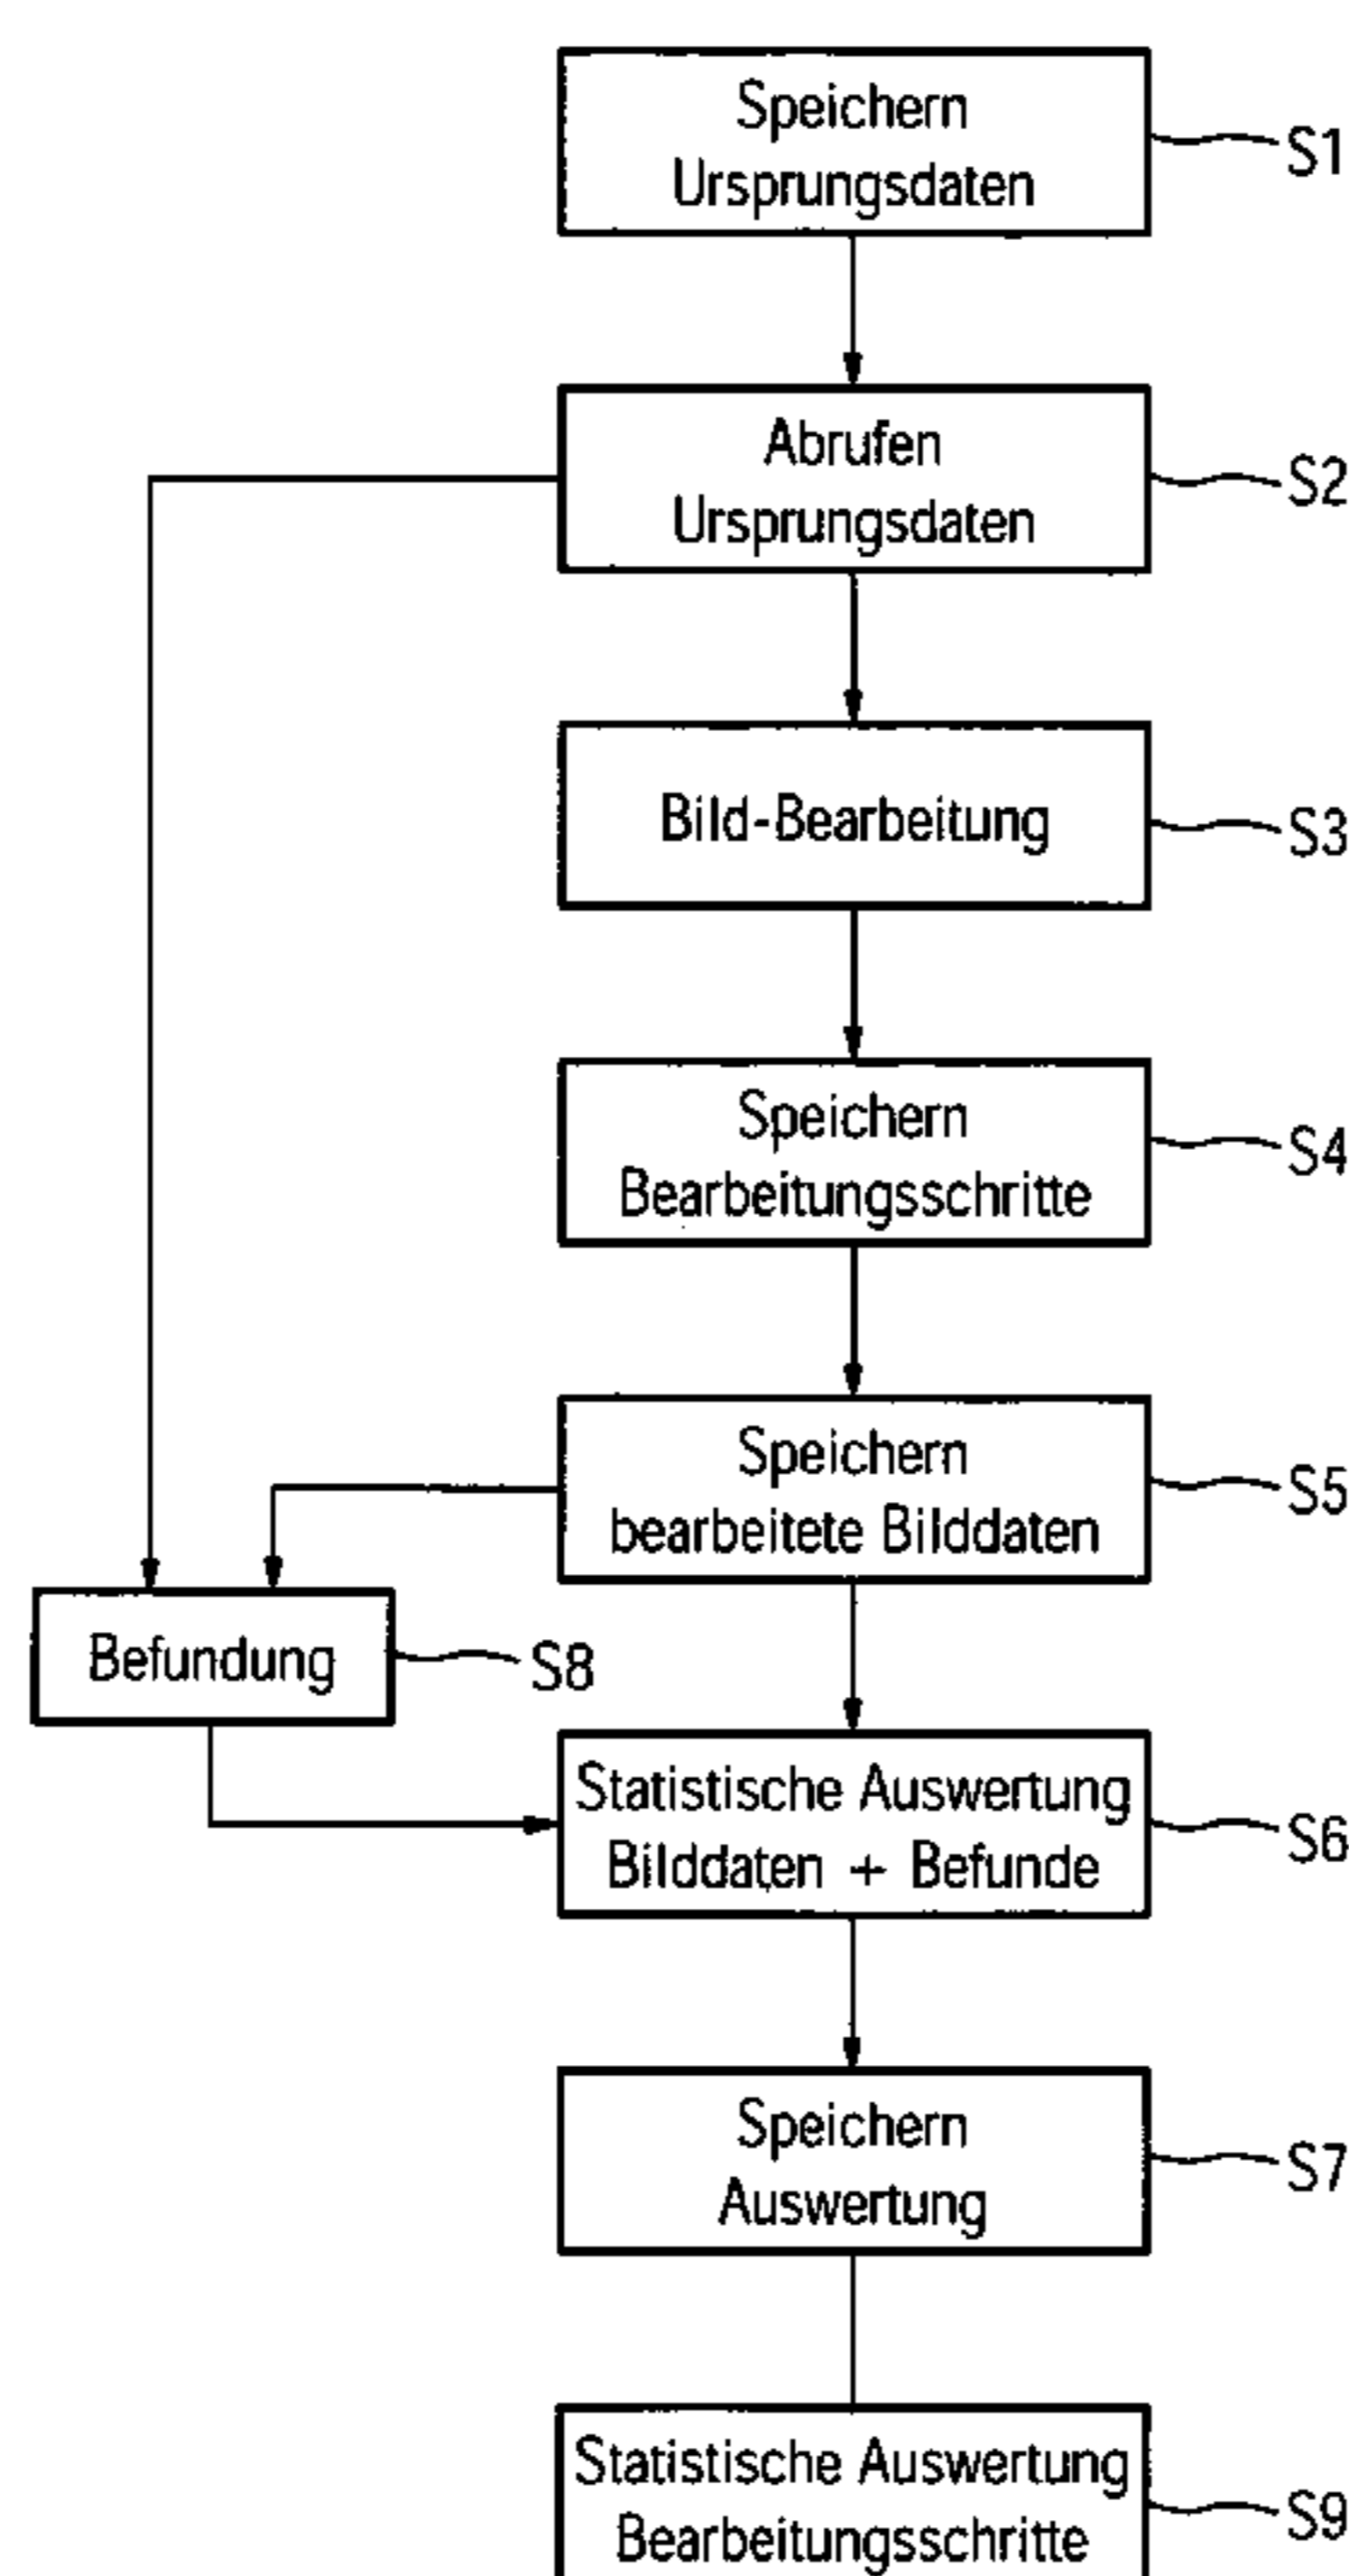 Speichern
Ursprungsdaten
S1
Abrufen
Ursprungsdaten
S2
Bild-Bearbeitung
S3
Speichern
Bearbeitungsschritte
S4
Speichern
bearbeitete Bilddaten
S5
Befundung
S8
Statistische Auswertung
Bilddaten + Befunde
S6
Speichern
Auswertung
S7
Statistische Auswertung
Bearbeitungsschritte
S9